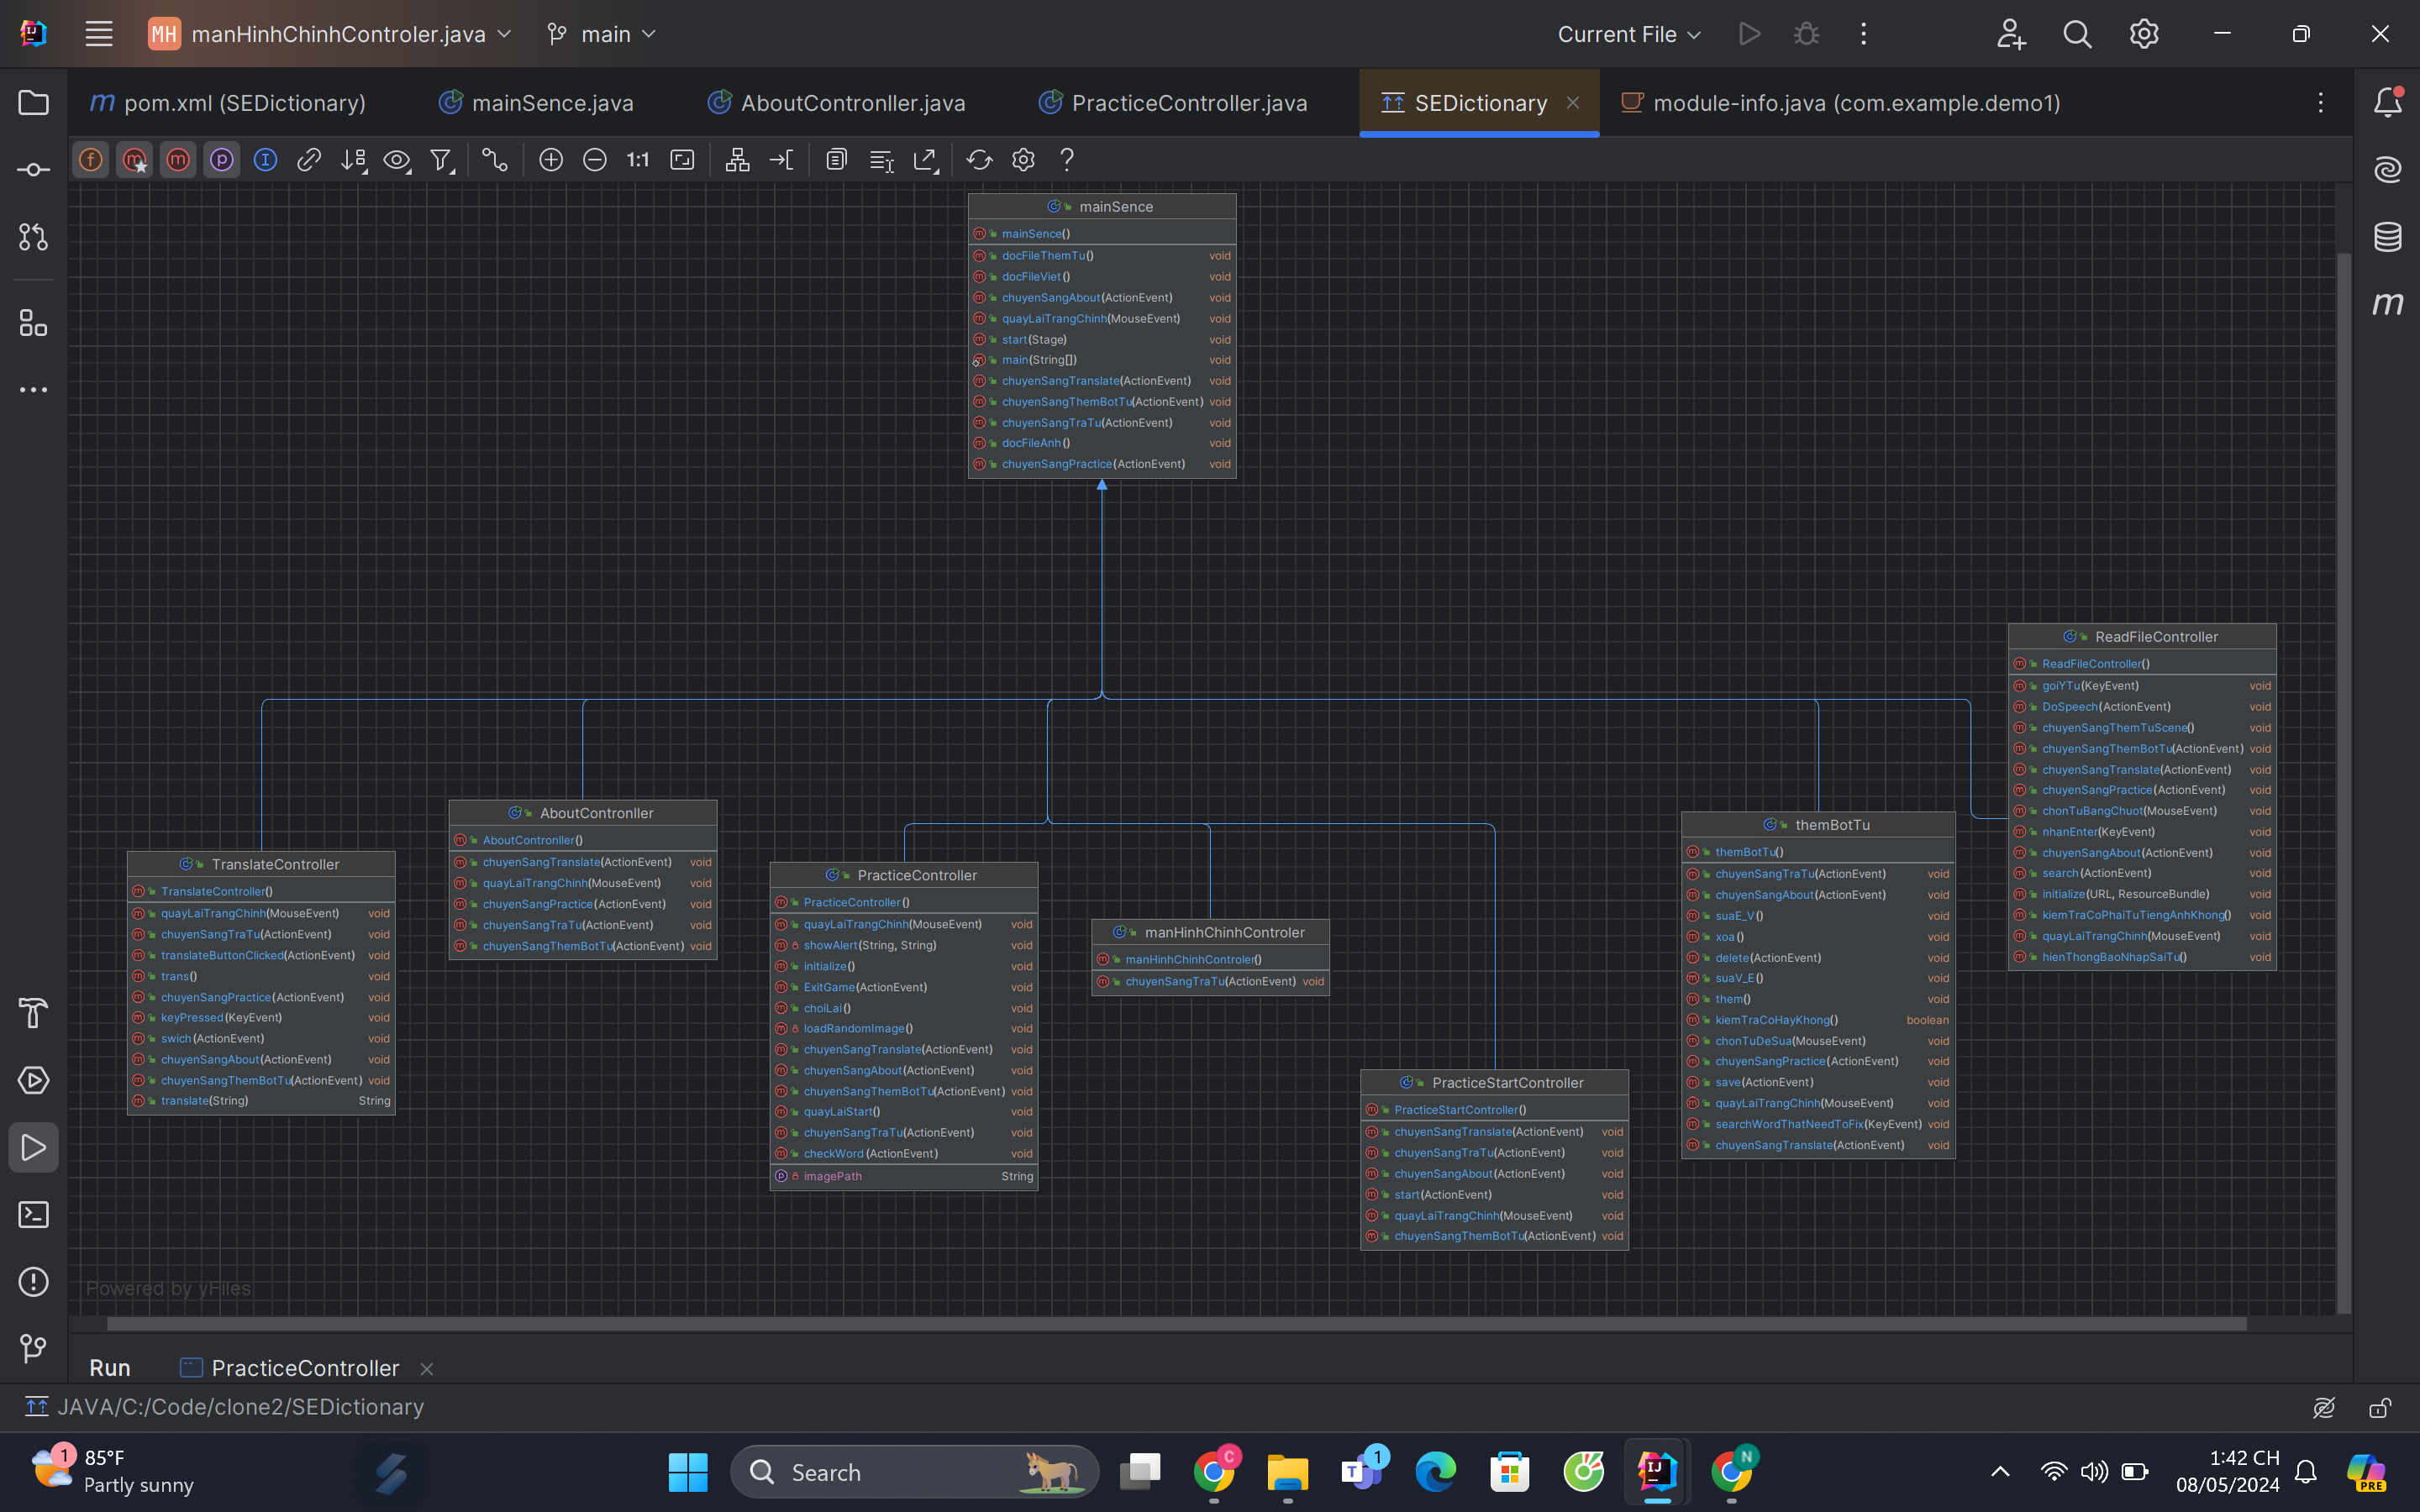 MH manHinhChinhControler.java main Current File
pom.xml (SEDictionary) mainSence.java AboutContronller.java PracticeController.java SEDictionary module-info.java (com.example.demo1)
1:1
mainSence
mainSence()
docFileThemTu() void
docFileViet() void
chuyenSangAbout(ActionEvent) void
quayLaiTrangChinh(MouseEvent) void
start(Stage) void
main(String[]) void
chuyenSangTranslate(ActionEvent) void
chuyenSangThemBotTu(ActionEvent) void
chuyenSangTraTu(ActionEvent) void
docFileAnh() void
chuyenSangPractice(ActionEvent) void
TranslateController
TranslateController()
quayLaiTrangChinh(MouseEvent) void
chuyenSangTraTu(ActionEvent) void
translateButtonClicked(ActionEvent) void
trans() void
chuyenSangPractice(ActionEvent) void
keyPressed(KeyEvent) void
swich(ActionEvent) void
chuyenSangAbout(ActionEvent) void
chuyenSangThemBotTu(ActionEvent) void
translate(String) String
AboutContronller
AboutContronller()
chuyenSangTranslate(ActionEvent) void
quayLaiTrangChinh(MouseEvent) void
chuyenSangPractice(ActionEvent) void
chuyenSangTraTu(ActionEvent) void
chuyenSangThemBotTu(ActionEvent) void
PracticeController
PracticeController()
quayLaiTrangChinh(MouseEvent) void
showAlert(String, String) void
initialize() void
ExitGame(ActionEvent) void
choiLai() void
loadRandomImage() void
chuyenSangTranslate(ActionEvent) void
chuyenSangAbout(ActionEvent) void
chuyenSangThemBotTu(ActionEvent) void
quayLaiStart() void
chuyenSangTraTu(ActionEvent) void
checkWord(ActionEvent) void
imagePath String
manHinhChinhControler
manHinhChinhControler()
chuyenSangTraTu(ActionEvent) void
PracticeStartController
PracticeStartController()
chuyenSangTranslate(ActionEvent) void
chuyenSangTraTu(ActionEvent) void
chuyenSangAbout(ActionEvent) void
start(ActionEvent) void
quayLaiTrangChinh(MouseEvent) void
chuyenSangThemBotTu(ActionEvent) void
themBotTu
themBotTu()
chuyenSangTraTu(ActionEvent) void
chuyenSangAbout(ActionEvent) void
suaE_V() void
xoa() void
delete(ActionEvent) void
suaV_E() void
them() void
kiemTraCoHayKhong() boolean
chonTuDeSua(MouseEvent) void
chuyenSangPractice(ActionEvent) void
save(ActionEvent) void
quayLaiTrangChinh(MouseEvent) void
searchWordThatNeedToFix(KeyEvent) void
chuyenSangTranslate(ActionEvent) void
ReadFileController
ReadFileController()
goiYTu(KeyEvent) void
DoSpeech(ActionEvent) void
chuyenSangThemTuScene() void
chuyenSangThemBotTu(ActionEvent) void
chuyenSangTranslate(ActionEvent) void
chuyenSangPractice(ActionEvent) void
chonTuBangChuot(MouseEvent) void
nhanEnter(KeyEvent) void
chuyenSangAbout(ActionEvent) void
search(ActionEvent) void
initialize(URL, ResourceBundle) void
kiemTraCoPhaiTuTiengAnhKhong() void
quayLaiTrangChinh(MouseEvent) void
hienThongBaoNhapSaiTu() void
Powered by yFiles
Run PracticeController
JAVA/C:/Code/clone2/SEDictionary
1 85°F
Partly sunny
Search
1
1:42 CH
08/05/2024
PRE